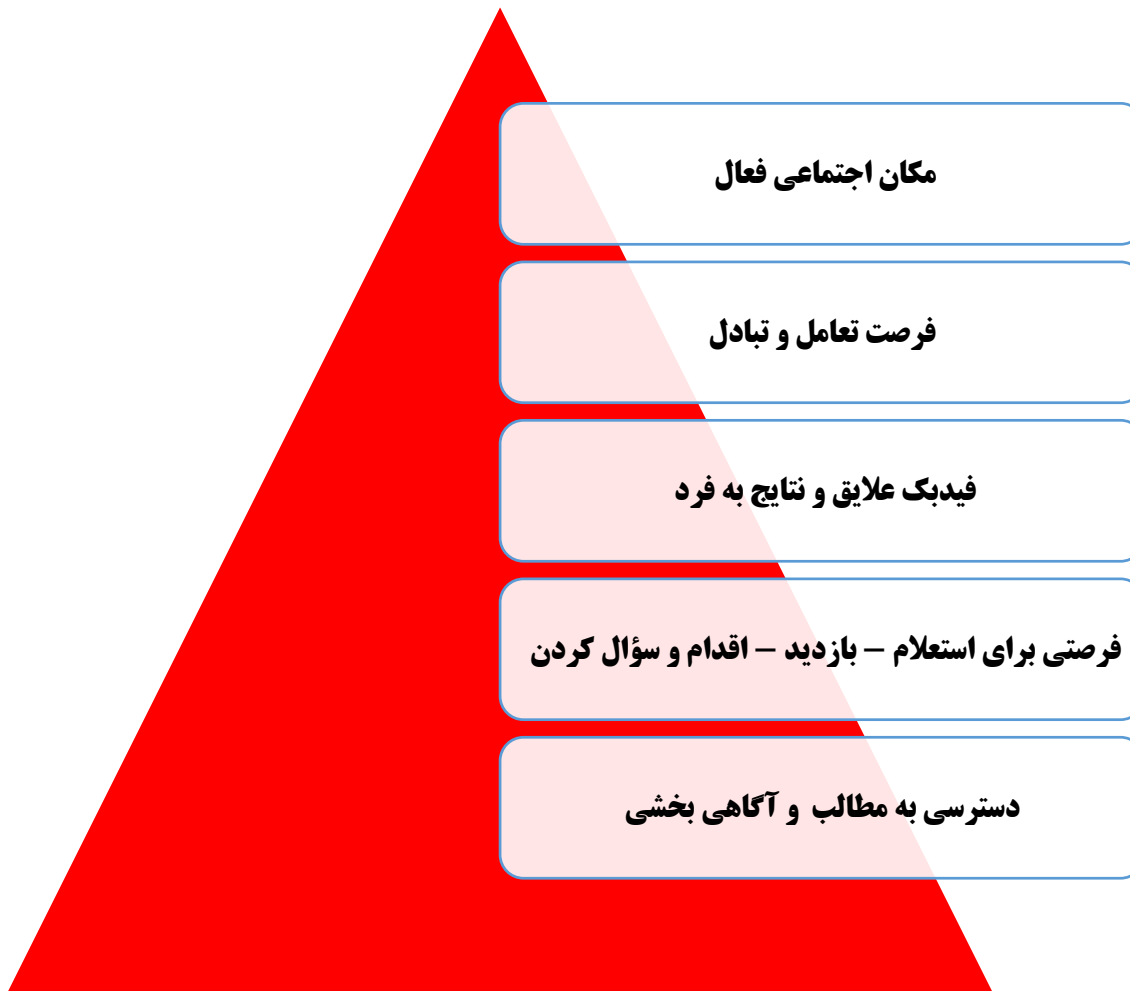 مکان اجتماعی فعال
فرصت تعامل و تبادل
فیدبک علایق و نتایج به فرد
فرصتی برای استعلام – بازدید – اقدام و سؤال کردن
دسترسی به مطالب و آگاهی بخشی